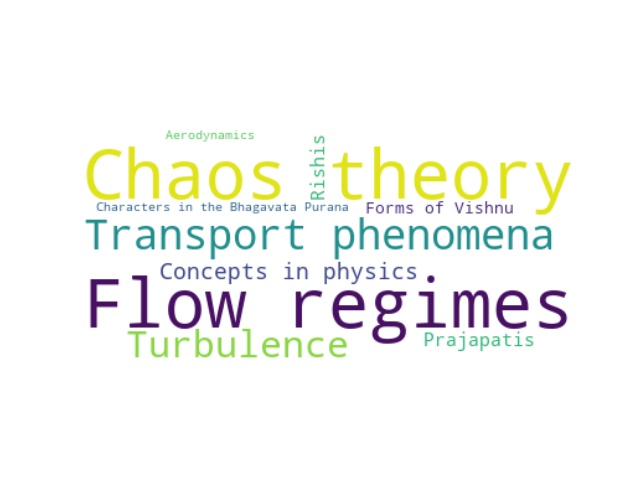 Aerodynamics
Chaos theory
Rishis
Characters in the Bhagavata Purana
Forms of Vishnu
Transport phenomena
Concepts in physics
Flow regimes
Turbulence
Prajapatis